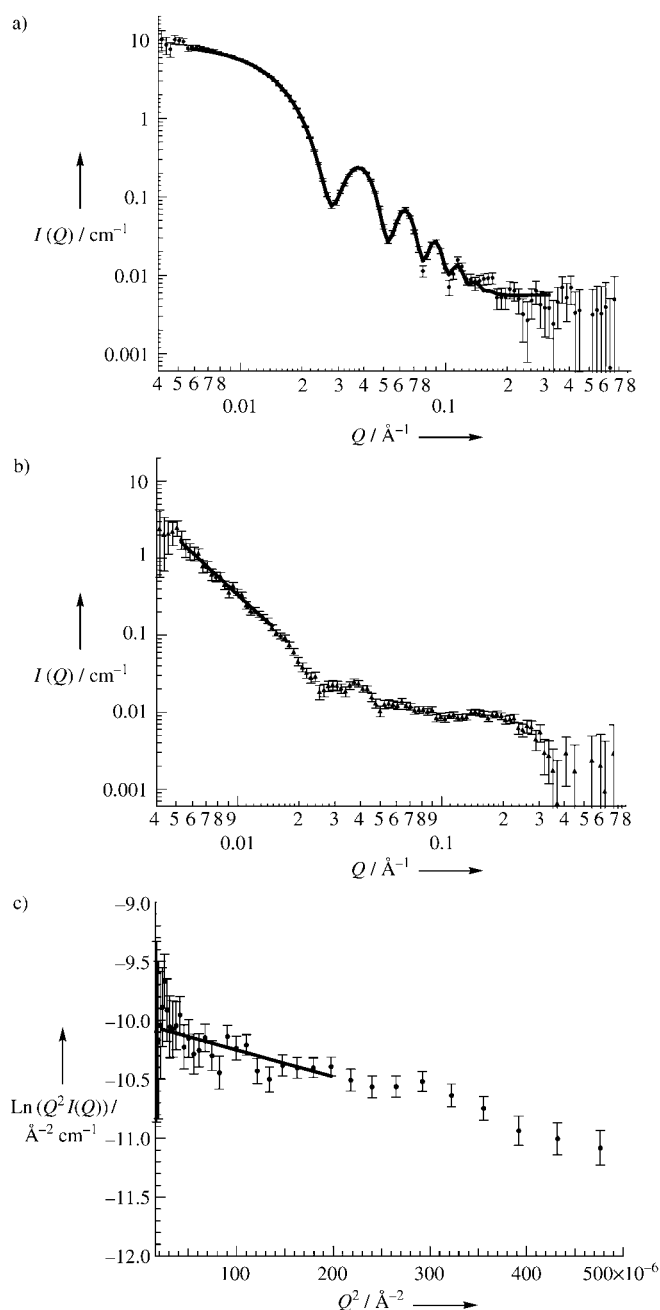 a)
10
1
0.1
0.01
0.001
I (Q) / cm⁻¹
4 5 6 7 8 2 3 4 5 6 7 8 2 3 4 5 6 7 8
0.01 0.1
Q / Å⁻¹
b)
10
1
0.1
0.01
0.001
I (Q) / cm⁻¹
4 5 6 7 8 9 2 3 4 5 6 7 8 9 2 3 4 5 6 7 8
0.01 0.1
Q / Å⁻¹
c)
−9.0
−9.5
−10.0
−10.5
−11.0
−11.5
−12.0
Ln (Q² I(Q)) /
Å⁻² cm⁻¹
100 200 300 400 500×10⁻⁶
Q² / Å⁻²